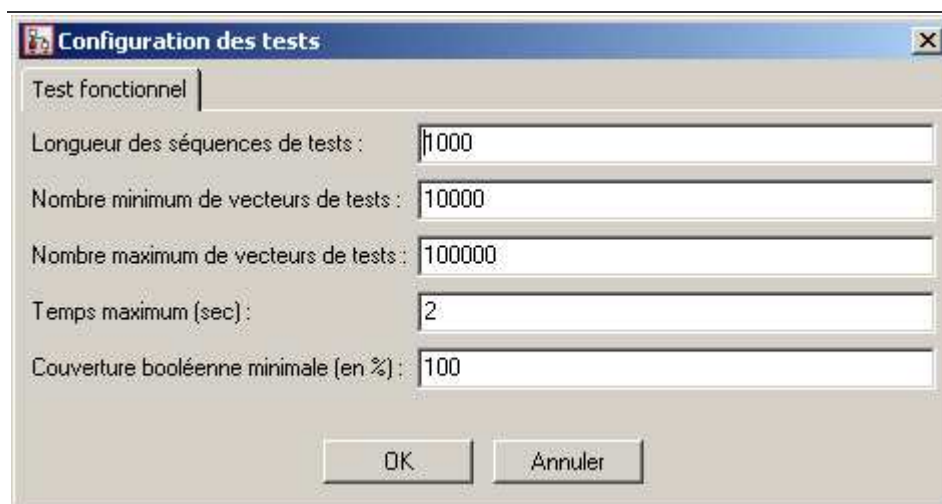 Configuration des tests
Test fonctionnel
Longueur des séquences de tests : 1000
Nombre minimum de vecteurs de tests : 10000
Nombre maximum de vecteurs de tests : 100000
Temps maximum (sec) : 2
Couverture booléenne minimale (en %) : 100
OK Annuler